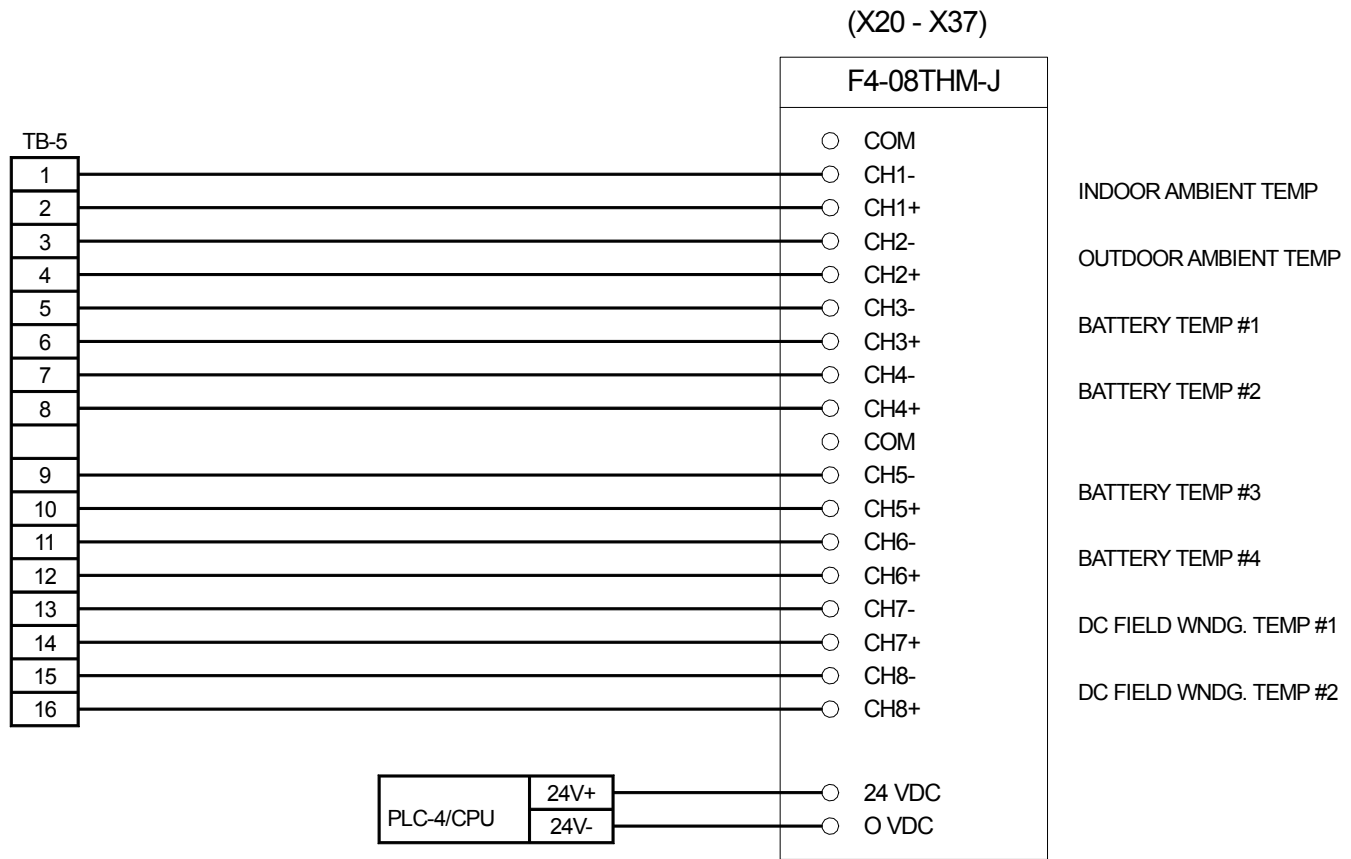 (X20 - X37)
F4-08THM-J
TB-5
COM
1 CH1-
INDOOR AMBIENT TEMP
2 CH1+
3 CH2-
OUTDOOR AMBIENT TEMP
4 CH2+
5 CH3-
BATTERY TEMP #1
6 CH3+
7 CH4-
BATTERY TEMP #2
8 CH4+
COM
9 CH5-
BATTERY TEMP #3
10 CH5+
11 CH6-
BATTERY TEMP #4
12 CH6+
13 CH7-
DC FIELD WNDG. TEMP #1
14 CH7+
15 CH8-
DC FIELD WNDG. TEMP #2
16 CH8+
PLC-4/CPU
24V+ 24 VDC
24V- O VDC